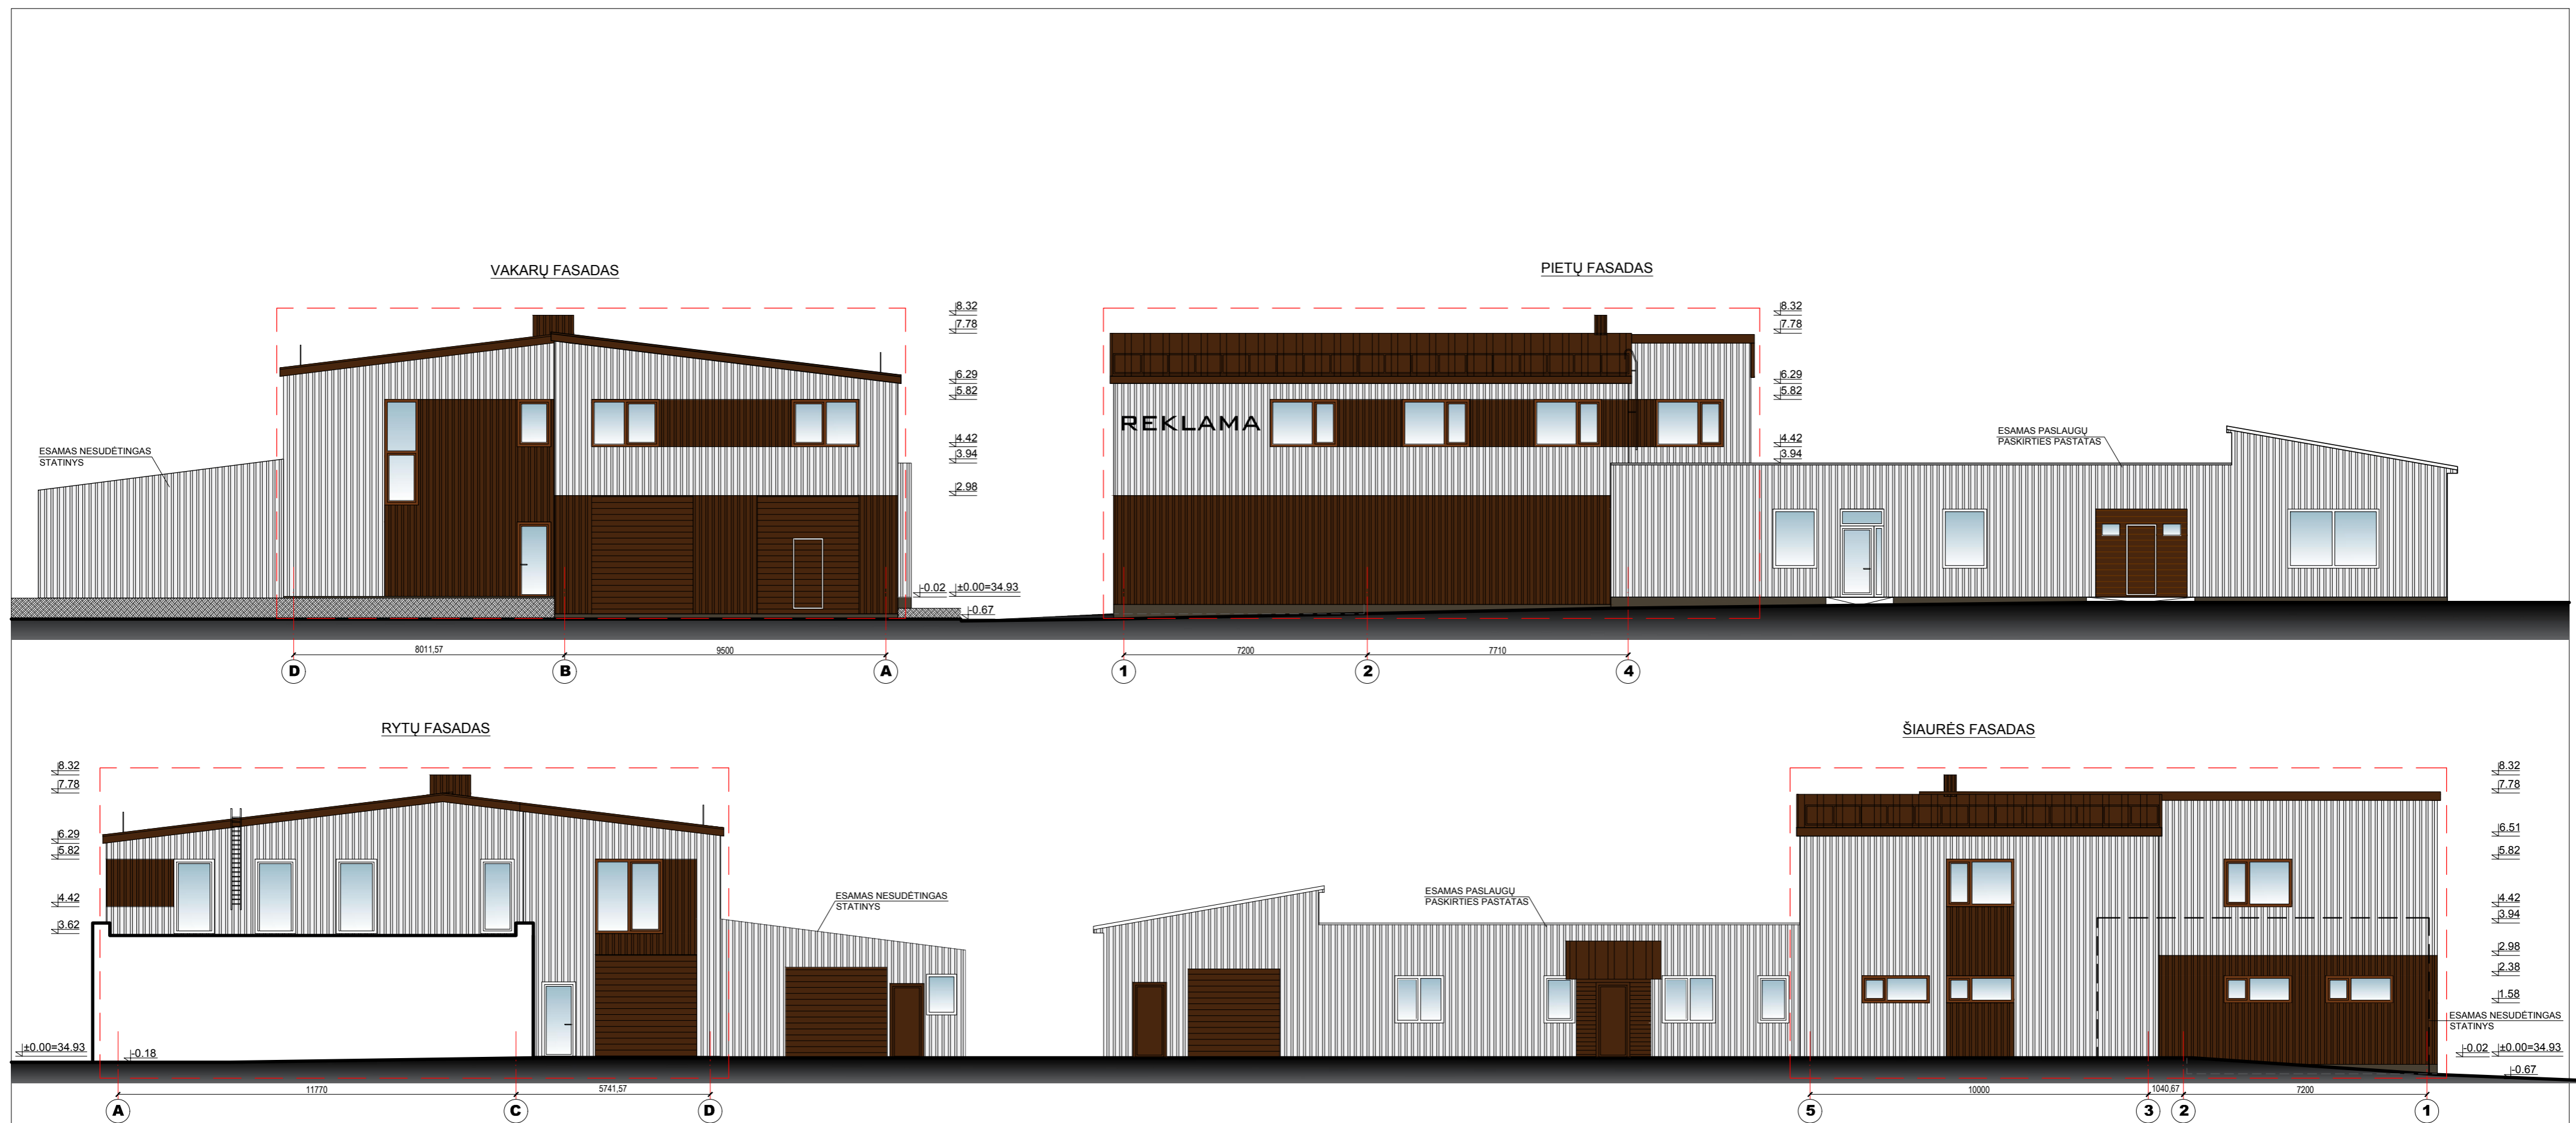 VAKARŲ FASADAS
8.32
7.78
6.29
5.82
4.42
3.94
2.98
-0.02 ±0.00=34.93
-0.67
ESAMAS NESUDĖTINGAS
STATINYS
8011,57 9500
D B A
PIETŲ FASADAS
8.32
7.78
6.29
5.82
4.42
3.94
REKLAMA
ESAMAS PASLAUGŲ
PASKIRTIES PASTATAS
7200 7710
1 2 4
RYTŲ FASADAS
8.32
7.78
6.29
5.82
4.42
3.62
±0.00=34.93
-0.18
ESAMAS NESUDĖTINGAS
STATINYS
11770 5741,57
A C D
ŠIAURĖS FASADAS
ESAMAS PASLAUGŲ
PASKIRTIES PASTATAS
8.32
7.78
6.51
5.82
4.42
3.94
2.98
2.38
1.58
ESAMAS NESUDĖTINGAS
STATINYS
-0.02 ±0.00=34.93
-0.67
10000 1040,67 7200
5 3 2 1